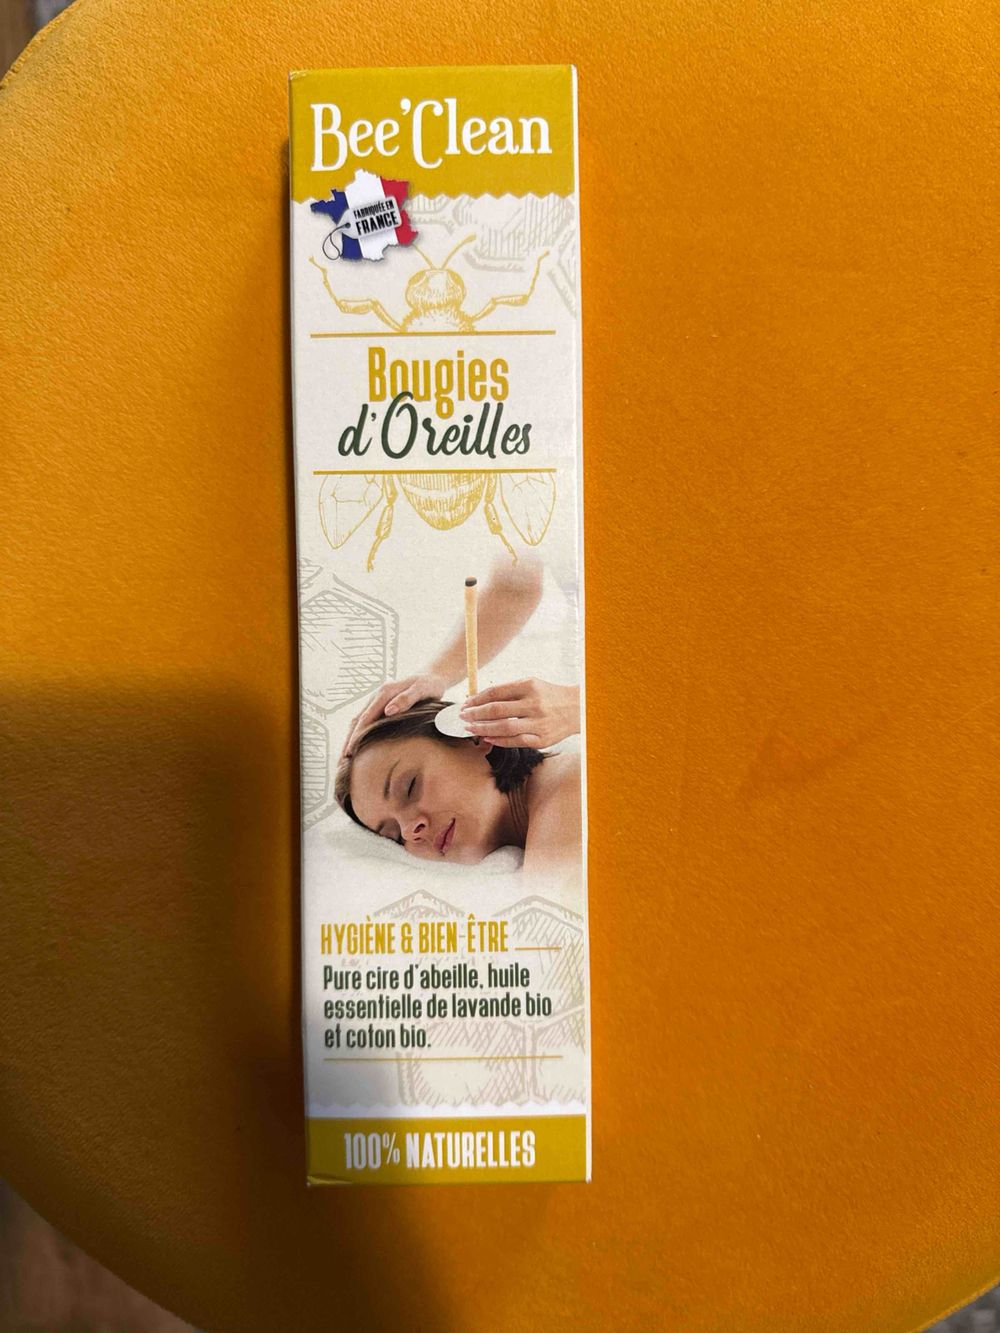 Bee'Clean
FABRIQUÉE EN
FRANCE
Bougies
d'Oreilles
HYGIÈNE & BIEN-ÊTRE
Pure cire d'abeille, huile
essentielle de lavande bio
et coton bio.
100% NATURELLES